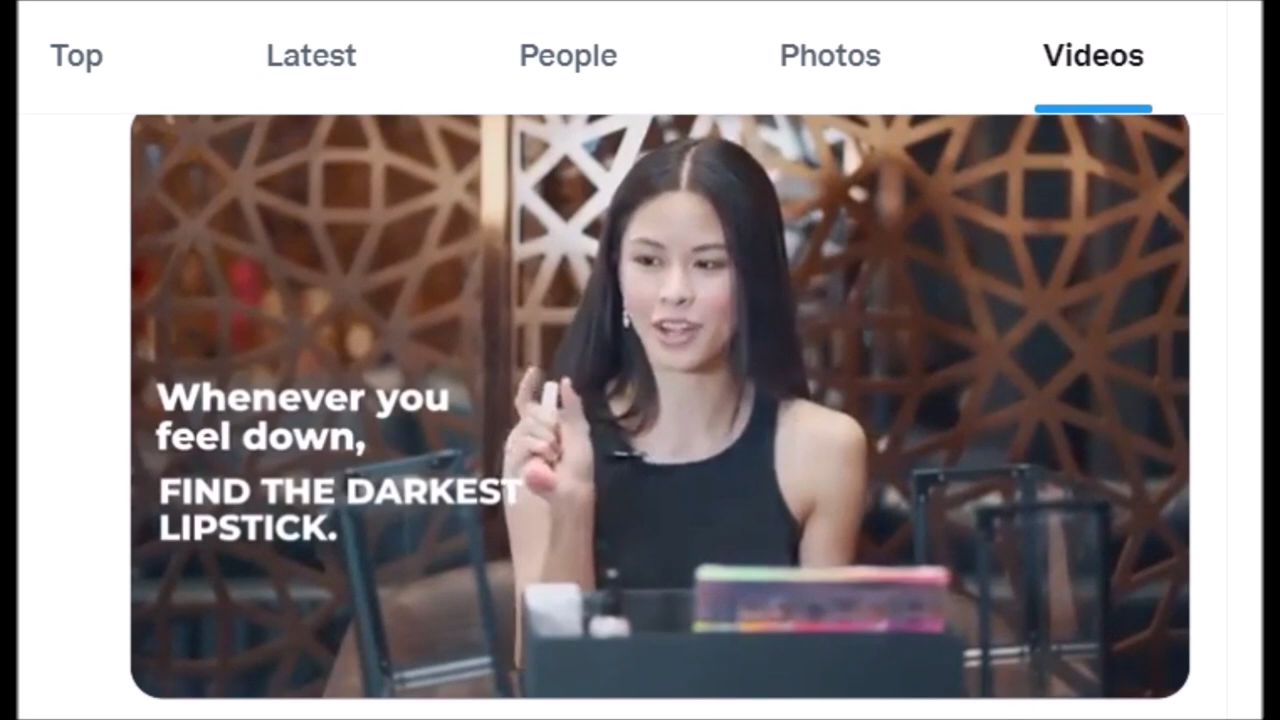 Top Latest People Photos Videos
Whenever you
feel down,
FIND THE DARKEST
LIPSTICK.